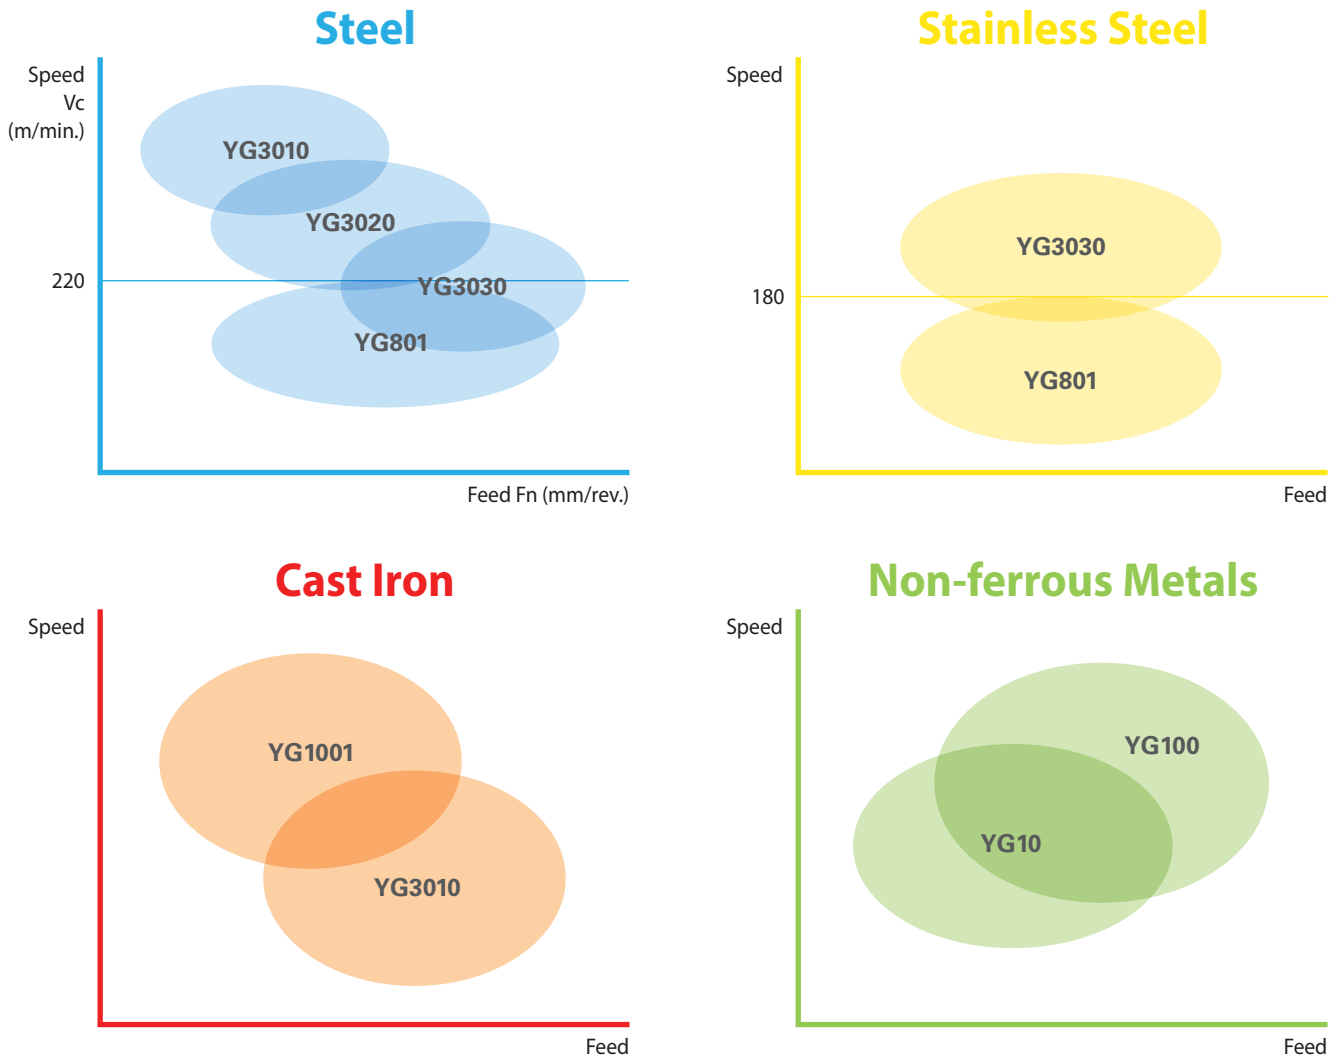 Steel
Speed
Vc
(m/min.)
YG3010
YG3020
220
YG3030
YG801
Feed Fn (mm/rev.)
Stainless Steel
Speed
YG3030
180
YG801
Feed
Cast Iron
Speed
YG1001
YG3010
Feed
Non-ferrous Metals
Speed
YG100
YG10
Feed